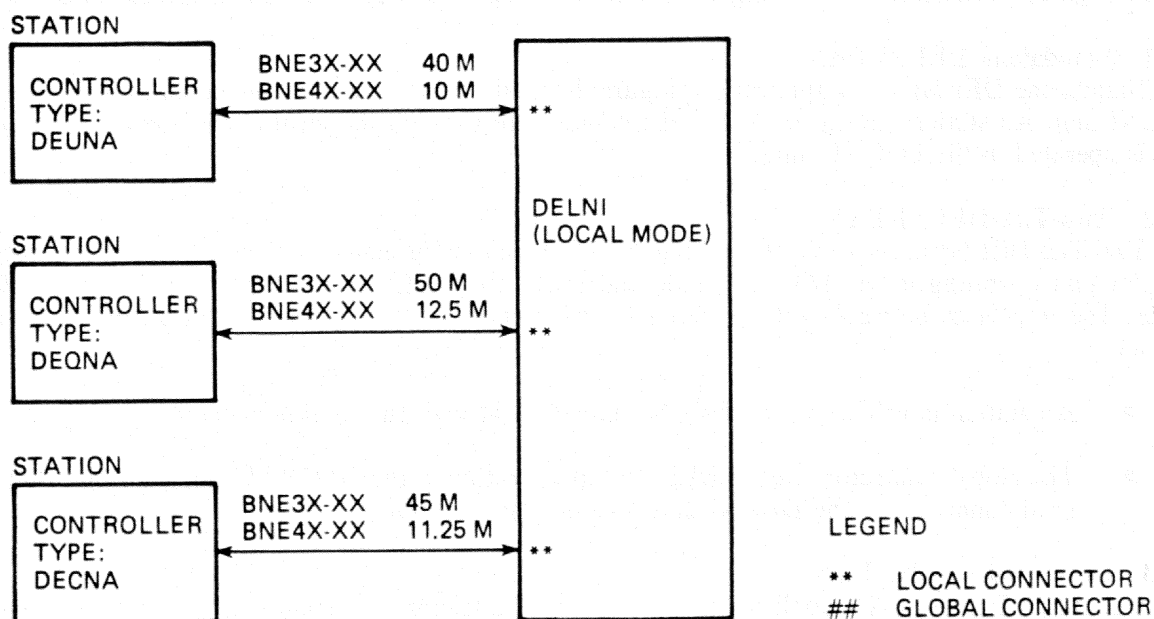 STATION
CONTROLLER
TYPE:
DEUNA
BNE3X-XX 40 M
BNE4X-XX 10 M
**
DELNI
(LOCAL MODE)
STATION
CONTROLLER
TYPE:
DEQNA
BNE3X-XX 50 M
BNE4X-XX 12.5 M
**
STATION
CONTROLLER
TYPE:
DECNA
BNE3X-XX 45 M
BNE4X-XX 11.25 M
**
LEGEND
** LOCAL CONNECTOR
## GLOBAL CONNECTOR